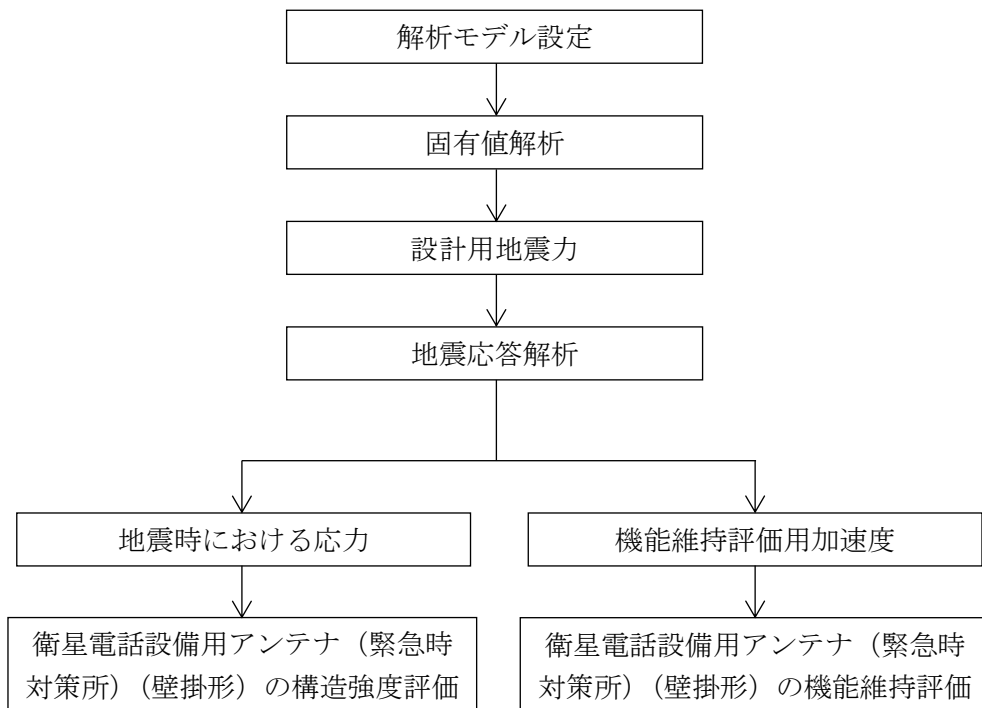 解析モデル設定
固有値解析
設計用地震力
地震応答解析
地震時における応力
機能維持評価用加速度
衛星電話設備用アンテナ（緊急時
対策所）（壁掛形）の構造強度評価
衛星電話設備用アンテナ（緊急時
対策所）（壁掛形）の機能維持評価